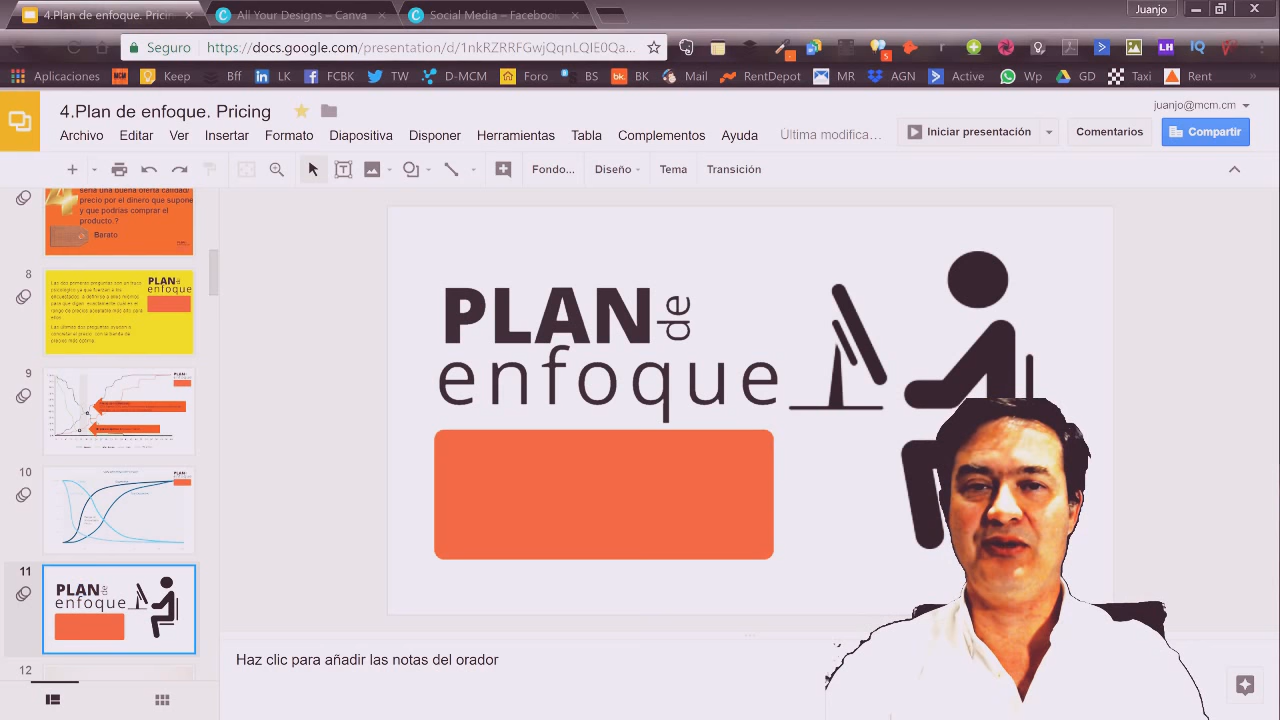 4.Plan de enfoque. Prici
All Your Designs – Canva
Social Media – Faceboo
Juanjo
Seguro
https://docs.google.com/presentation/d/1nkRZRRFGwjQqnLQIE0Qa...
Aplicaciones
Keep
Bff
LK
FCBK
TW
D-MCM
Foro
BS
BK
Mail
RentDepot
MR
AGN
Active
Wp
GD
Taxi
Rent
4.Plan de enfoque. Pricing
juanjo@mcm.cm
Archivo Editar Ver Insertar Formato Diapositiva Disponer Herramientas Tabla Complementos Ayuda
Última modifica...
Iniciar presentación
Comentarios
Compartir
Fondo...
Diseño
Tema
Transición
sería una buena oferta calidad/
precio por el dinero que supone
y que podrías comprar el
producto.?
Barato
8
PLAN de
enfoque
9
10
11
PLAN de
enfoque
12
PLAN de
enfoque
Haz clic para añadir las notas del orador